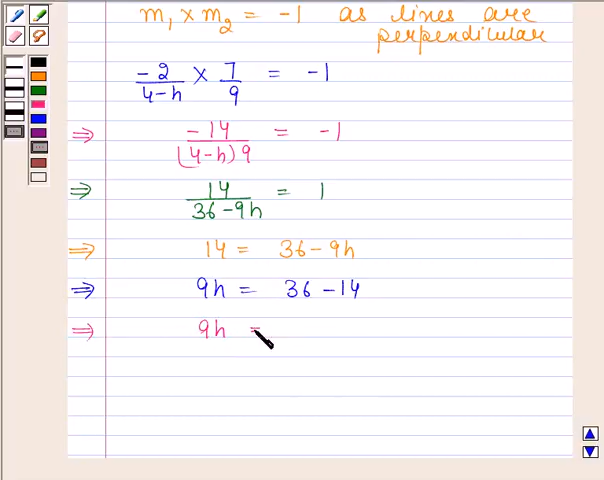 m₁ × m₂ = -1 as lines are perpendicular
-2/(4-h) × 7/9 = -1
⇒ -14/((4-h)9) = -1
⇒ 14/(36-9h) = 1
⇒ 14 = 36-9h
⇒ 9h = 36-14
⇒ 9h =